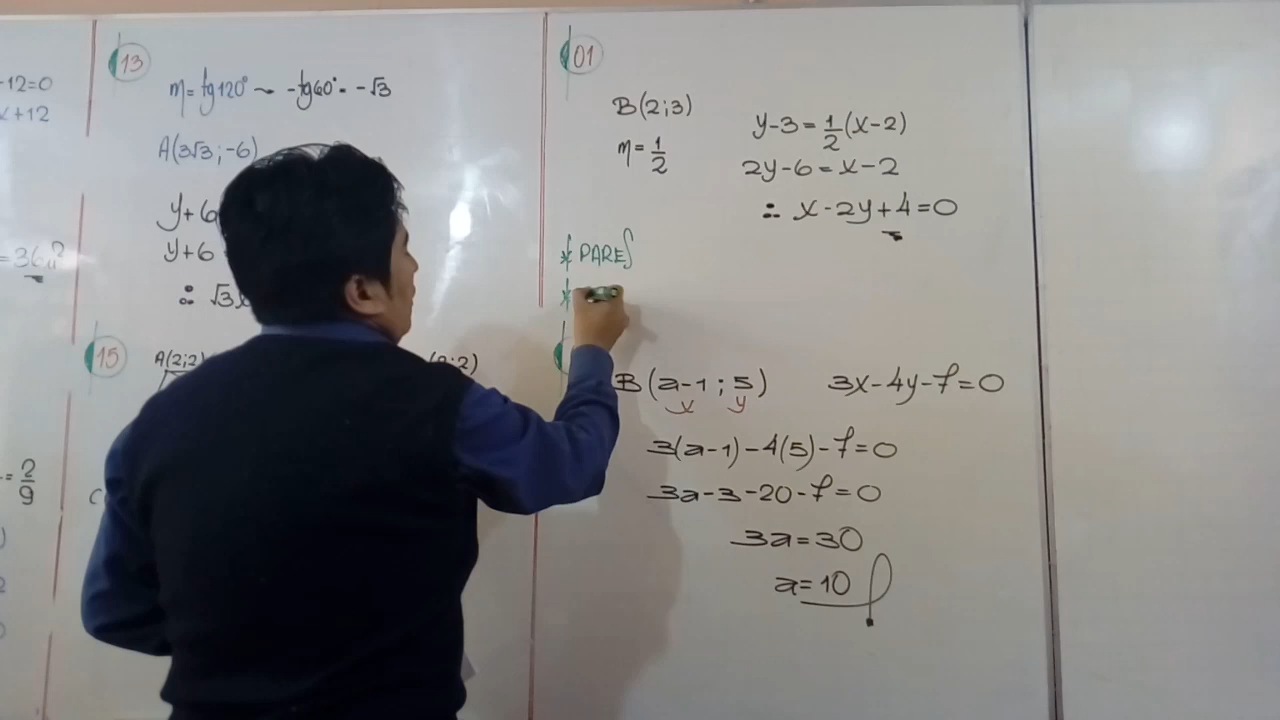 -12=0
x+12
=36
= 2/9
13
m=tg120° ~ -tg60°= -√3
A(3√3;-6)
y+6
y+6
∴ √3
15
A(2;2)
;2)
C
01
B(2;3)
m=1/2
y-3=1/2(x-2)
2y-6=x-2
∴ x-2y+4=0
* PARES
*
B(a-1;5)
x y
3x-4y-7=0
3(a-1)-4(5)-7=0
3a-3-20-7=0
3a=30
a=10